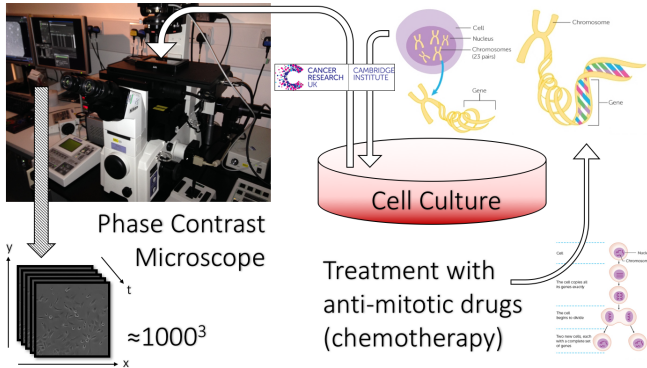 Cell
Nucleus
Chromosomes
(23 pairs)
Gene
Chromosome
Gene
CANCER
RESEARCH
UK
CAMBRIDGE
INSTITUTE
Cell Culture
Phase Contrast
Microscope
Treatment with
anti-mitotic drugs
(chemotherapy)
y
t
x
≈1000³
Cell
The cell copies all
its genes exactly
The cell
begins to divide
Two new cells, each
with a complete set
of genes